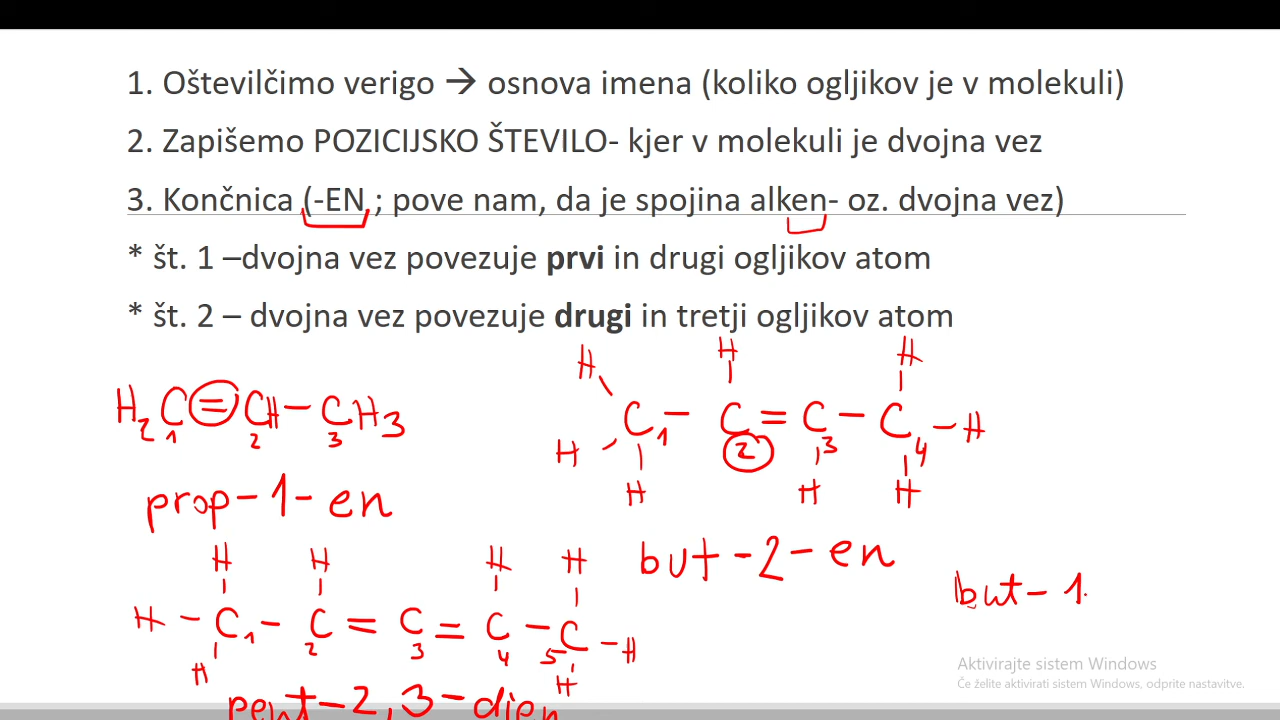 1. Oštevilčimo verigo → osnova imena (koliko ogljikov je v molekuli)
2. Zapišemo POZICIJSKO ŠTEVILO- kjer v molekuli je dvojna vez
3. Končnica (-EN ; pove nam, da je spojina alken- oz. dvojna vez)
* št. 1 –dvojna vez povezuje prvi in drugi ogljikov atom
* št. 2 – dvojna vez povezuje drugi in tretji ogljikov atom
H H H
H2C=CH-CH3
1 2 3
C1 - C = C - C - H
H 2 3 4
H H H
prop-1-en
but-2-en
but-1
H H H H
H - C - C = C = C - C - H
1 2 3 4 5
H H
pent-2,3-dien
Aktivirajte sistem Windows
Če želite aktivirati sistem Windows, odprite nastavitve.